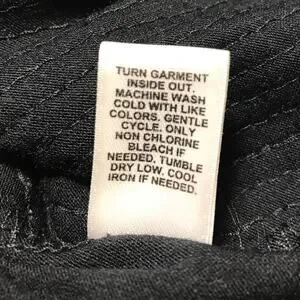 TURN GARMENT
INSIDE OUT.
MACHINE WASH
COLD WITH LIKE
COLORS. GENTLE
CYCLE. ONLY
NON CHLORINE
BLEACH IF
NEEDED. TUMBLE
DRY LOW. COOL
IRON IF NEEDED.